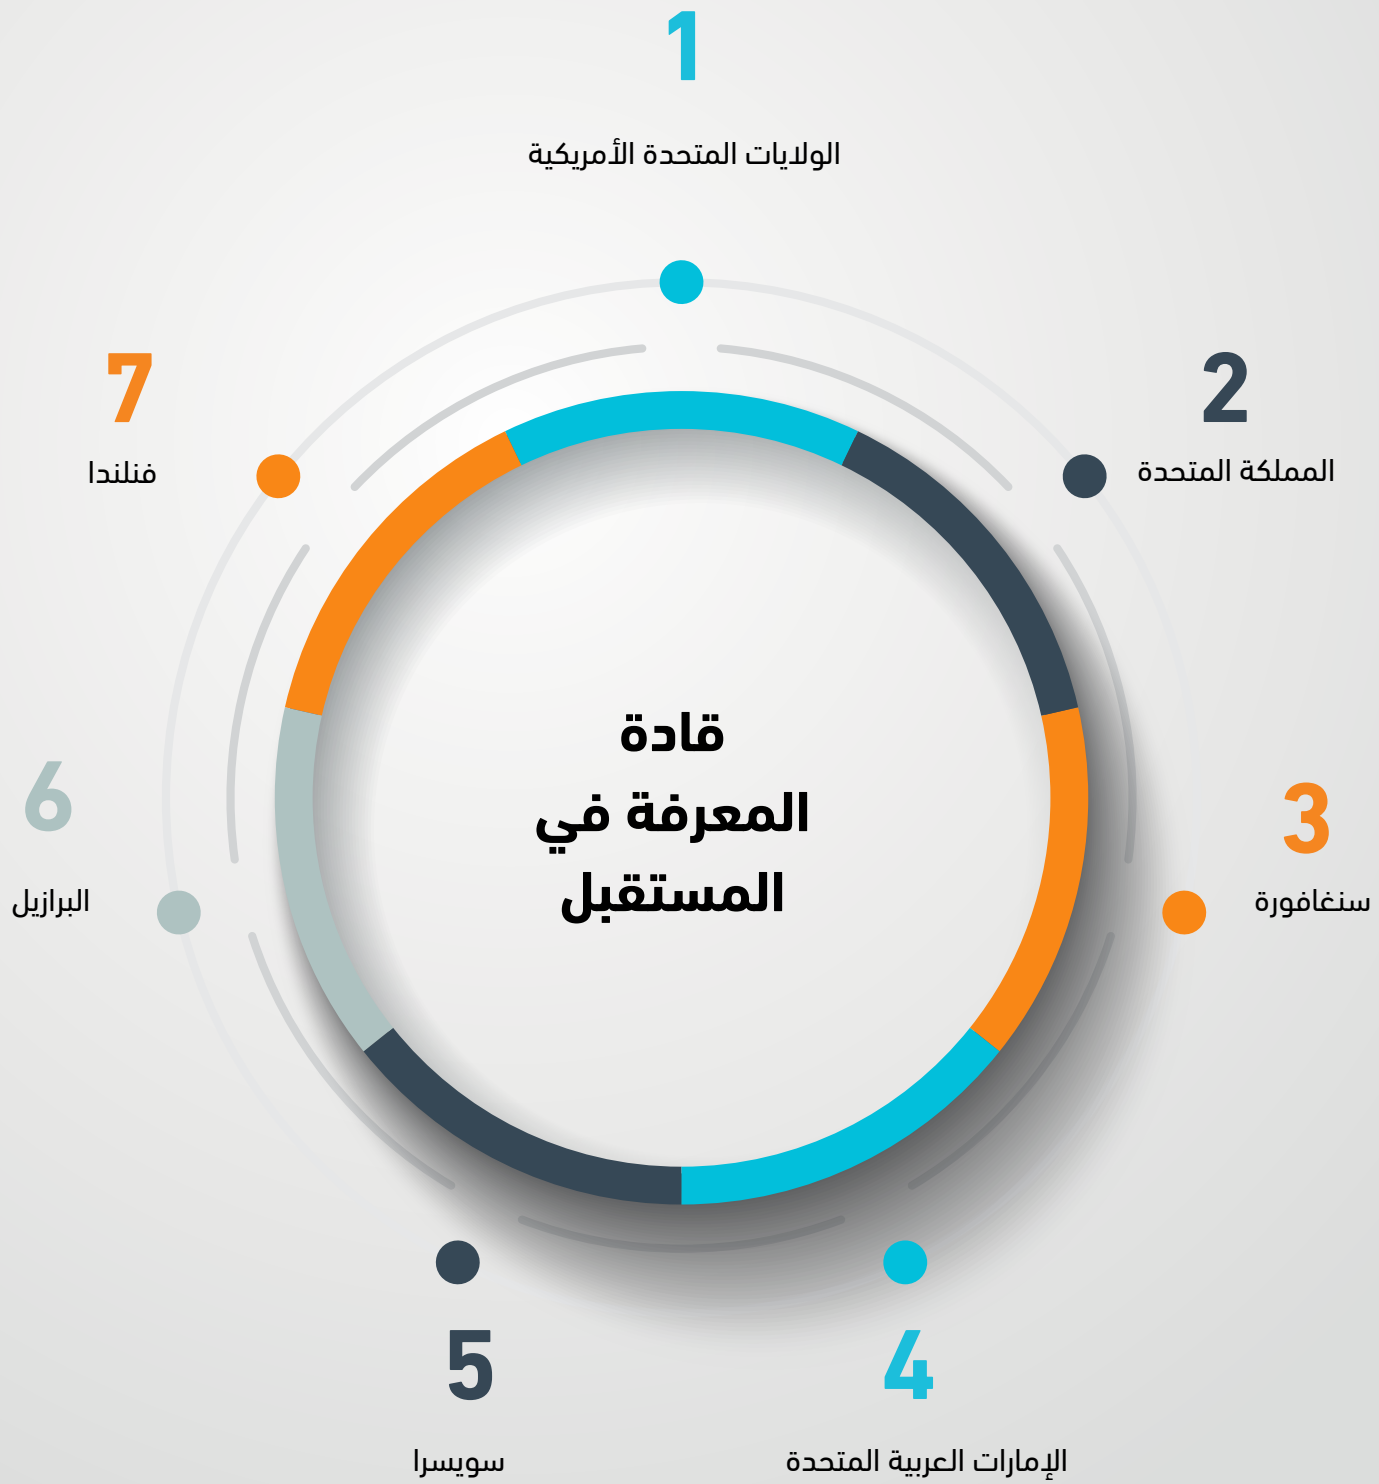 1
الولايات المتحدة الأمريكية
2
المملكة المتحدة
3
سنغافورة
4
الإمارات العربية المتحدة
5
سويسرا
6
البرازيل
7
فنلندا
قادة
المعرفة في
المستقبل